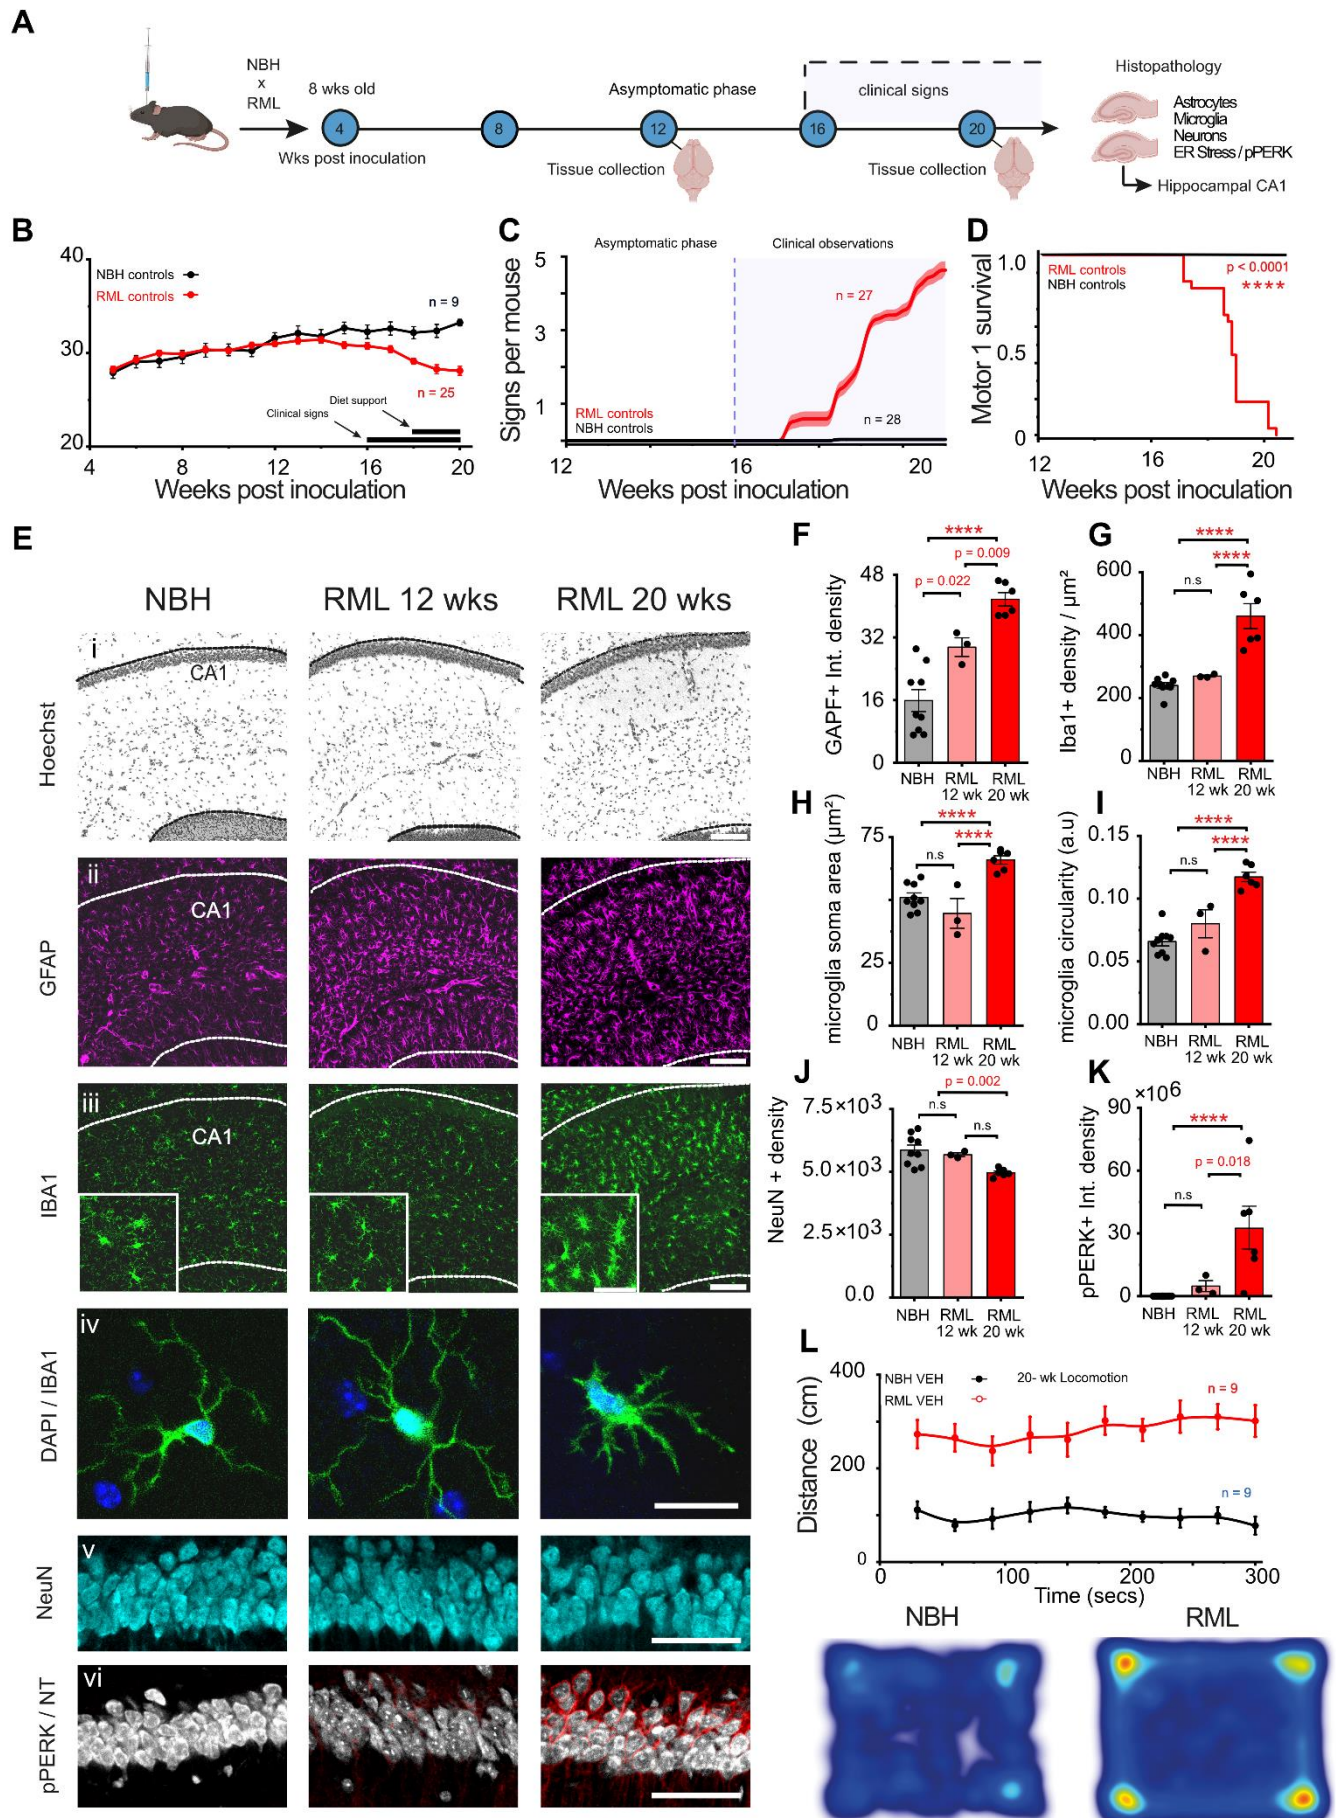 A
NBH
x
RML
8 wks old
4
8
12
16
20
Wks post inoculation
Asymptomatic phase
clinical signs
Tissue collection
Tissue collection
Histopathology
Astrocytes
Microglia
Neurons
ER Stress / pPERK
Hippocampal CA1
B
40
30
20
NBH controls
RML controls
n = 9
n = 25
Diet support
Clinical signs
4
8
12
16
20
Weeks post inoculation
C
Asymptomatic phase
Clinical observations
Signs per mouse
5
4
3
2
1
n = 27
RML controls
NBH controls
n = 28
12
16
20
Weeks post inoculation
D
Motor 1 survival
1.0
0.5
0
RML controls
NBH controls
p < 0.0001
****
12
16
20
Weeks post inoculation
E
NBH
RML 12 wks
RML 20 wks
i
CA1
Hoechst
ii
CA1
GFAP
iii
CA1
IBA1
iv
DAPI / IBA1
v
NeuN
vi
pPERK / NT
F
****
p = 0.009
p = 0.022
GAPF+ Int. density
48
32
16
0
NBH
RML
12 wk
RML
20 wk
G
****
****
n.s
Iba1+ density / µm²
600
400
200
0
NBH
RML
12 wk
RML
20 wk
H
****
****
n.s
microglia soma area (µm²)
75
25
0
NBH
RML
12 wk
RML
20 wk
I
****
****
n.s
microglia circularity (a.u)
0.15
0.10
0.05
0.00
NBH
RML
12 wk
RML
20 wk
J
p = 0.002
n.s
n.s
NeuN + density
7.5×10³
5.0×10³
2.5×10³
0.0
NBH
RML
12 wk
RML
20 wk
K
×10⁶
****
p = 0.018
n.s
pPERK+ Int. density
90
60
30
0
NBH
RML
12 wk
RML
20 wk
L
NBH VEH
RML VEH
20- wk Locomotion
n = 9
n = 9
Distance (cm)
400
200
0
0
100
200
300
Time (secs)
NBH
RML